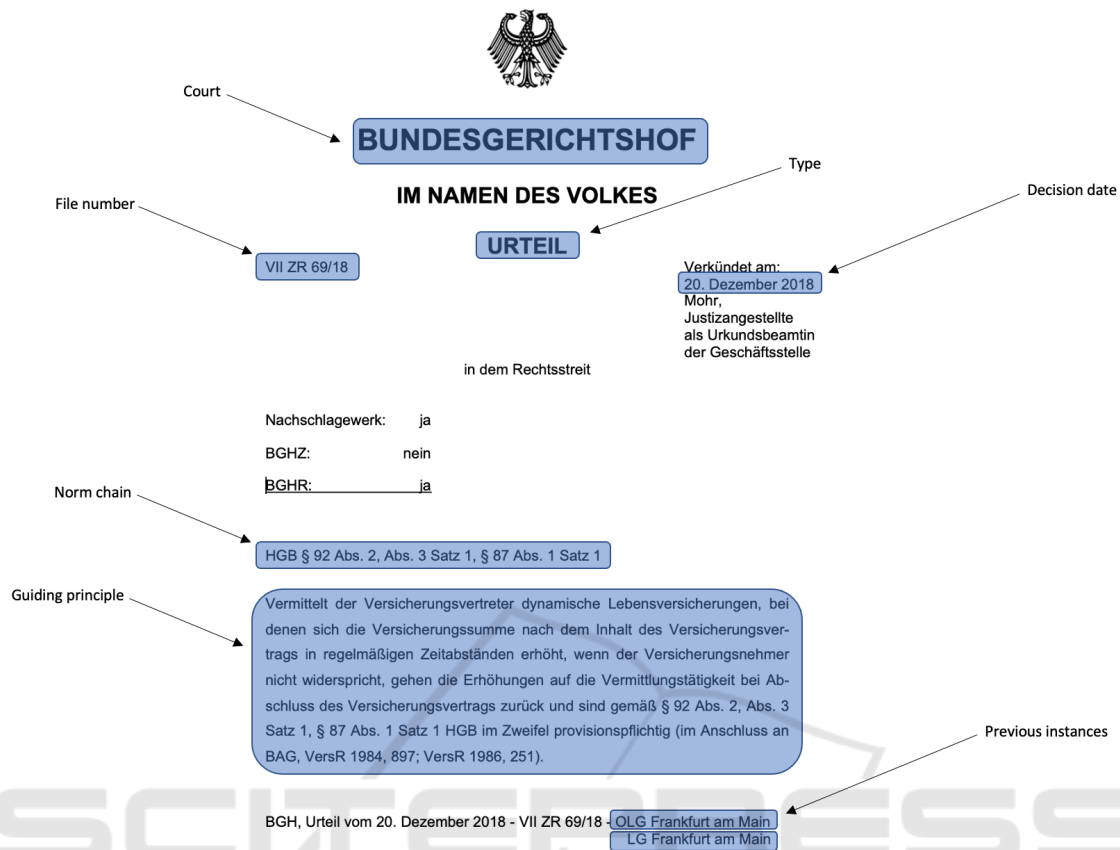 Court
BUNDESGERICHTSHOF
Type
IM NAMEN DES VOLKES
Decision date
File number
URTEIL
VII ZR 69/18
Verkündet am:
20. Dezember 2018
Mohr,
Justizangestellte
als Urkundsbeamtin
der Geschäftsstelle
in dem Rechtsstreit
Nachschlagewerk: ja
BGHZ: nein
BGHR: ja
Norm chain
HGB § 92 Abs. 2, Abs. 3 Satz 1, § 87 Abs. 1 Satz 1
Guiding principle
Vermittelt der Versicherungsvertreter dynamische Lebensversicherungen, bei
denen sich die Versicherungssumme nach dem Inhalt des Versicherungsver-
trags in regelmäßigen Zeitabständen erhöht, wenn der Versicherungsnehmer
nicht widerspricht, gehen die Erhöhungen auf die Vermittlungstätigkeit bei Ab-
schluss des Versicherungsvertrags zurück und sind gemäß § 92 Abs. 2, Abs. 3
Satz 1, § 87 Abs. 1 Satz 1 HGB im Zweifel provisionspflichtig (im Anschluss an
BAG, VersR 1984, 897; VersR 1986, 251).
Previous instances
BGH, Urteil vom 20. Dezember 2018 - VII ZR 69/18 - OLG Frankfurt am Main
LG Frankfurt am Main
SCITEPRESS